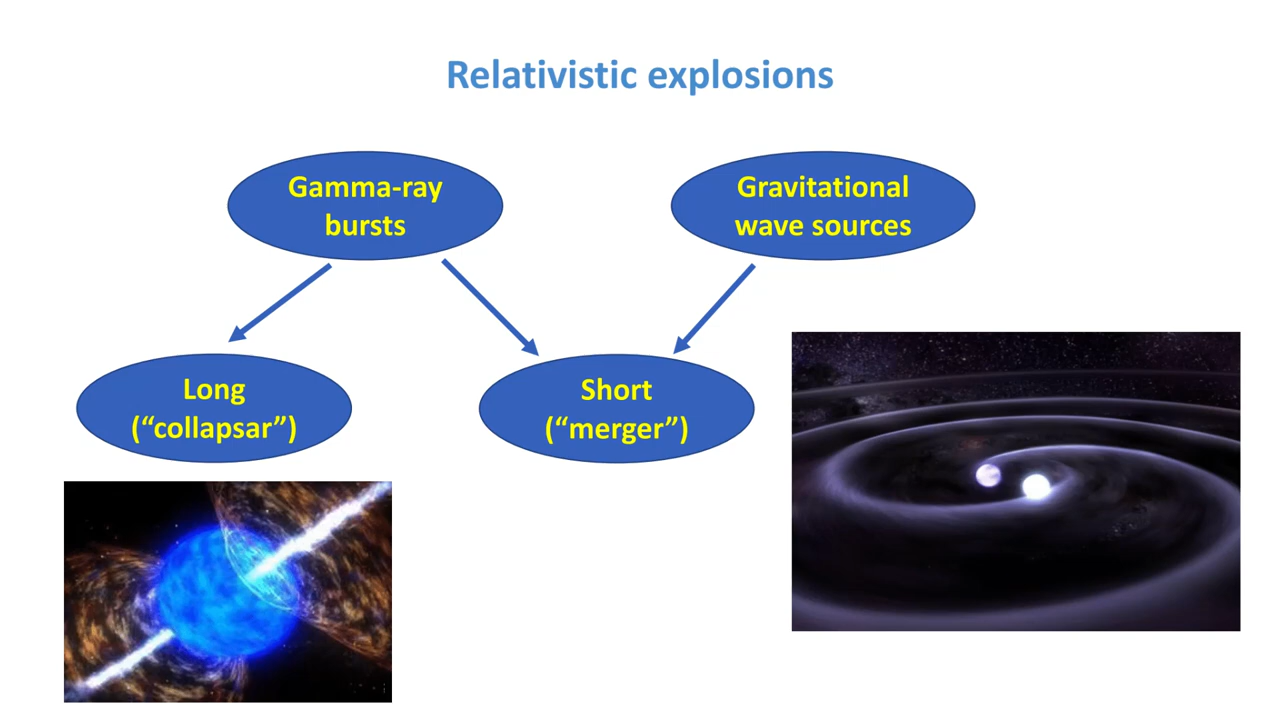 Relativistic explosions
Gamma-ray
bursts
Gravitational
wave sources
Long
(“collapsar”)
Short
(“merger”)